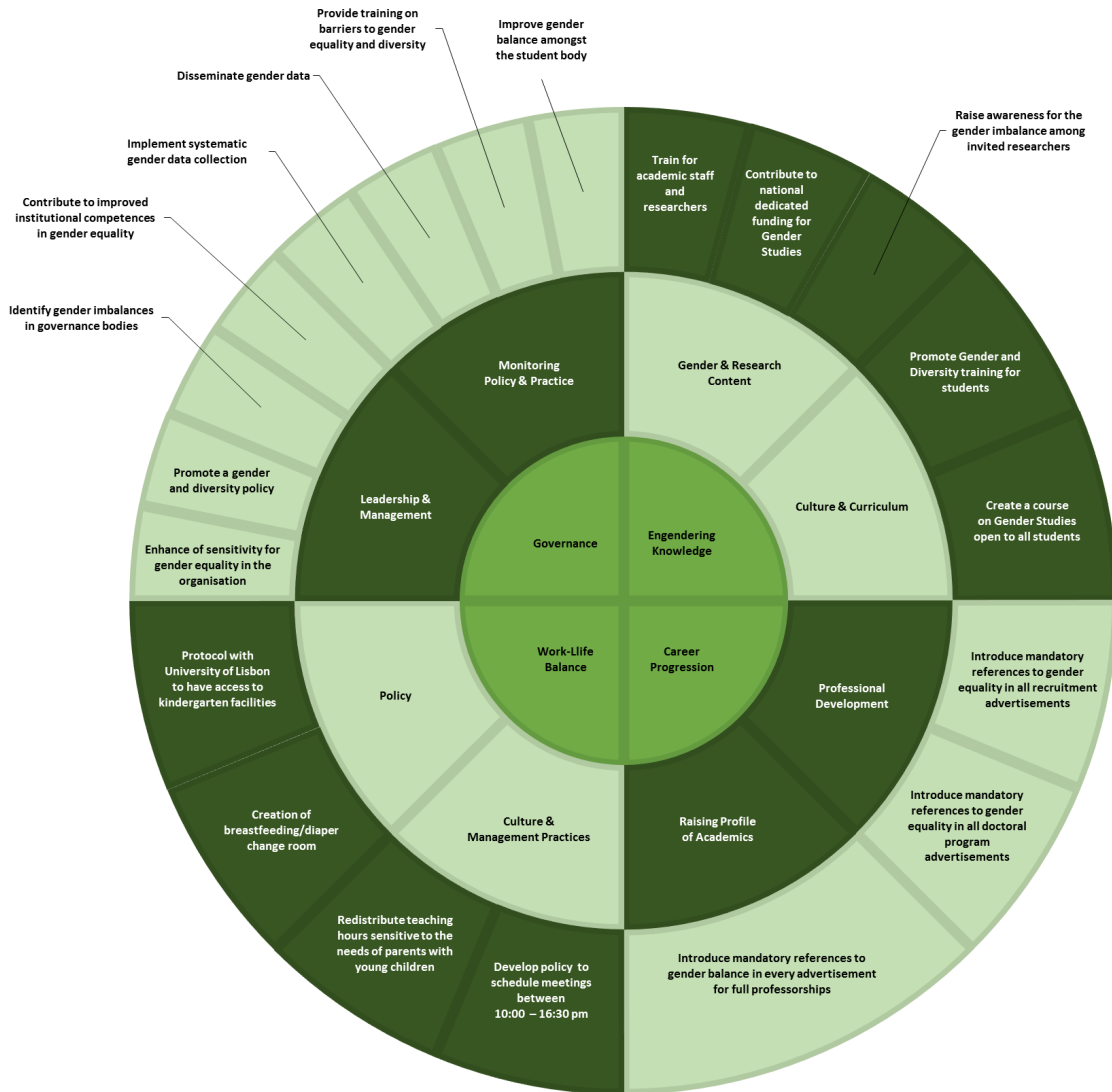 Provide training on
barriers to gender
equality and diversity
Improve gender
balance amongst
the student body
Disseminate gender data
Implement systematic
gender data collection
Contribute to improved
institutional competences
in gender equality
Identify gender imbalances
in governance bodies
Promote a gender
and diversity policy
Enhance of sensitivity for
gender equality in the
organisation
Raise awareness for the
gender imbalance among
invited researchers
Train for
academic staff
and
researchers
Contribute to
national
dedicated
funding for
Gender
Studies
Promote Gender and
Diversity training for
students
Create a course
on Gender Studies
open to all students
Monitoring
Policy & Practice
Leadership &
Management
Gender & Research
Content
Culture & Curriculum
Governance
Engendering
Knowledge
Work-Llife
Balance
Career
Progression
Policy
Culture &
Management Practices
Professional
Development
Raising Profile
of Academics
Protocol with
University of Lisbon
to have access to
kindergarten facilities
Creation of
breastfeeding/diaper
change room
Redistribute teaching
hours sensitive to the
needs of parents with
young children
Develop policy to
schedule meetings
between
10:00 – 16:30 pm
Introduce mandatory
references to gender
equality in all recruitment
advertisements
Introduce mandatory
references to gender
equality in all doctoral
program
advertisements
Introduce mandatory references to
gender balance in every advertisement
for full professorships